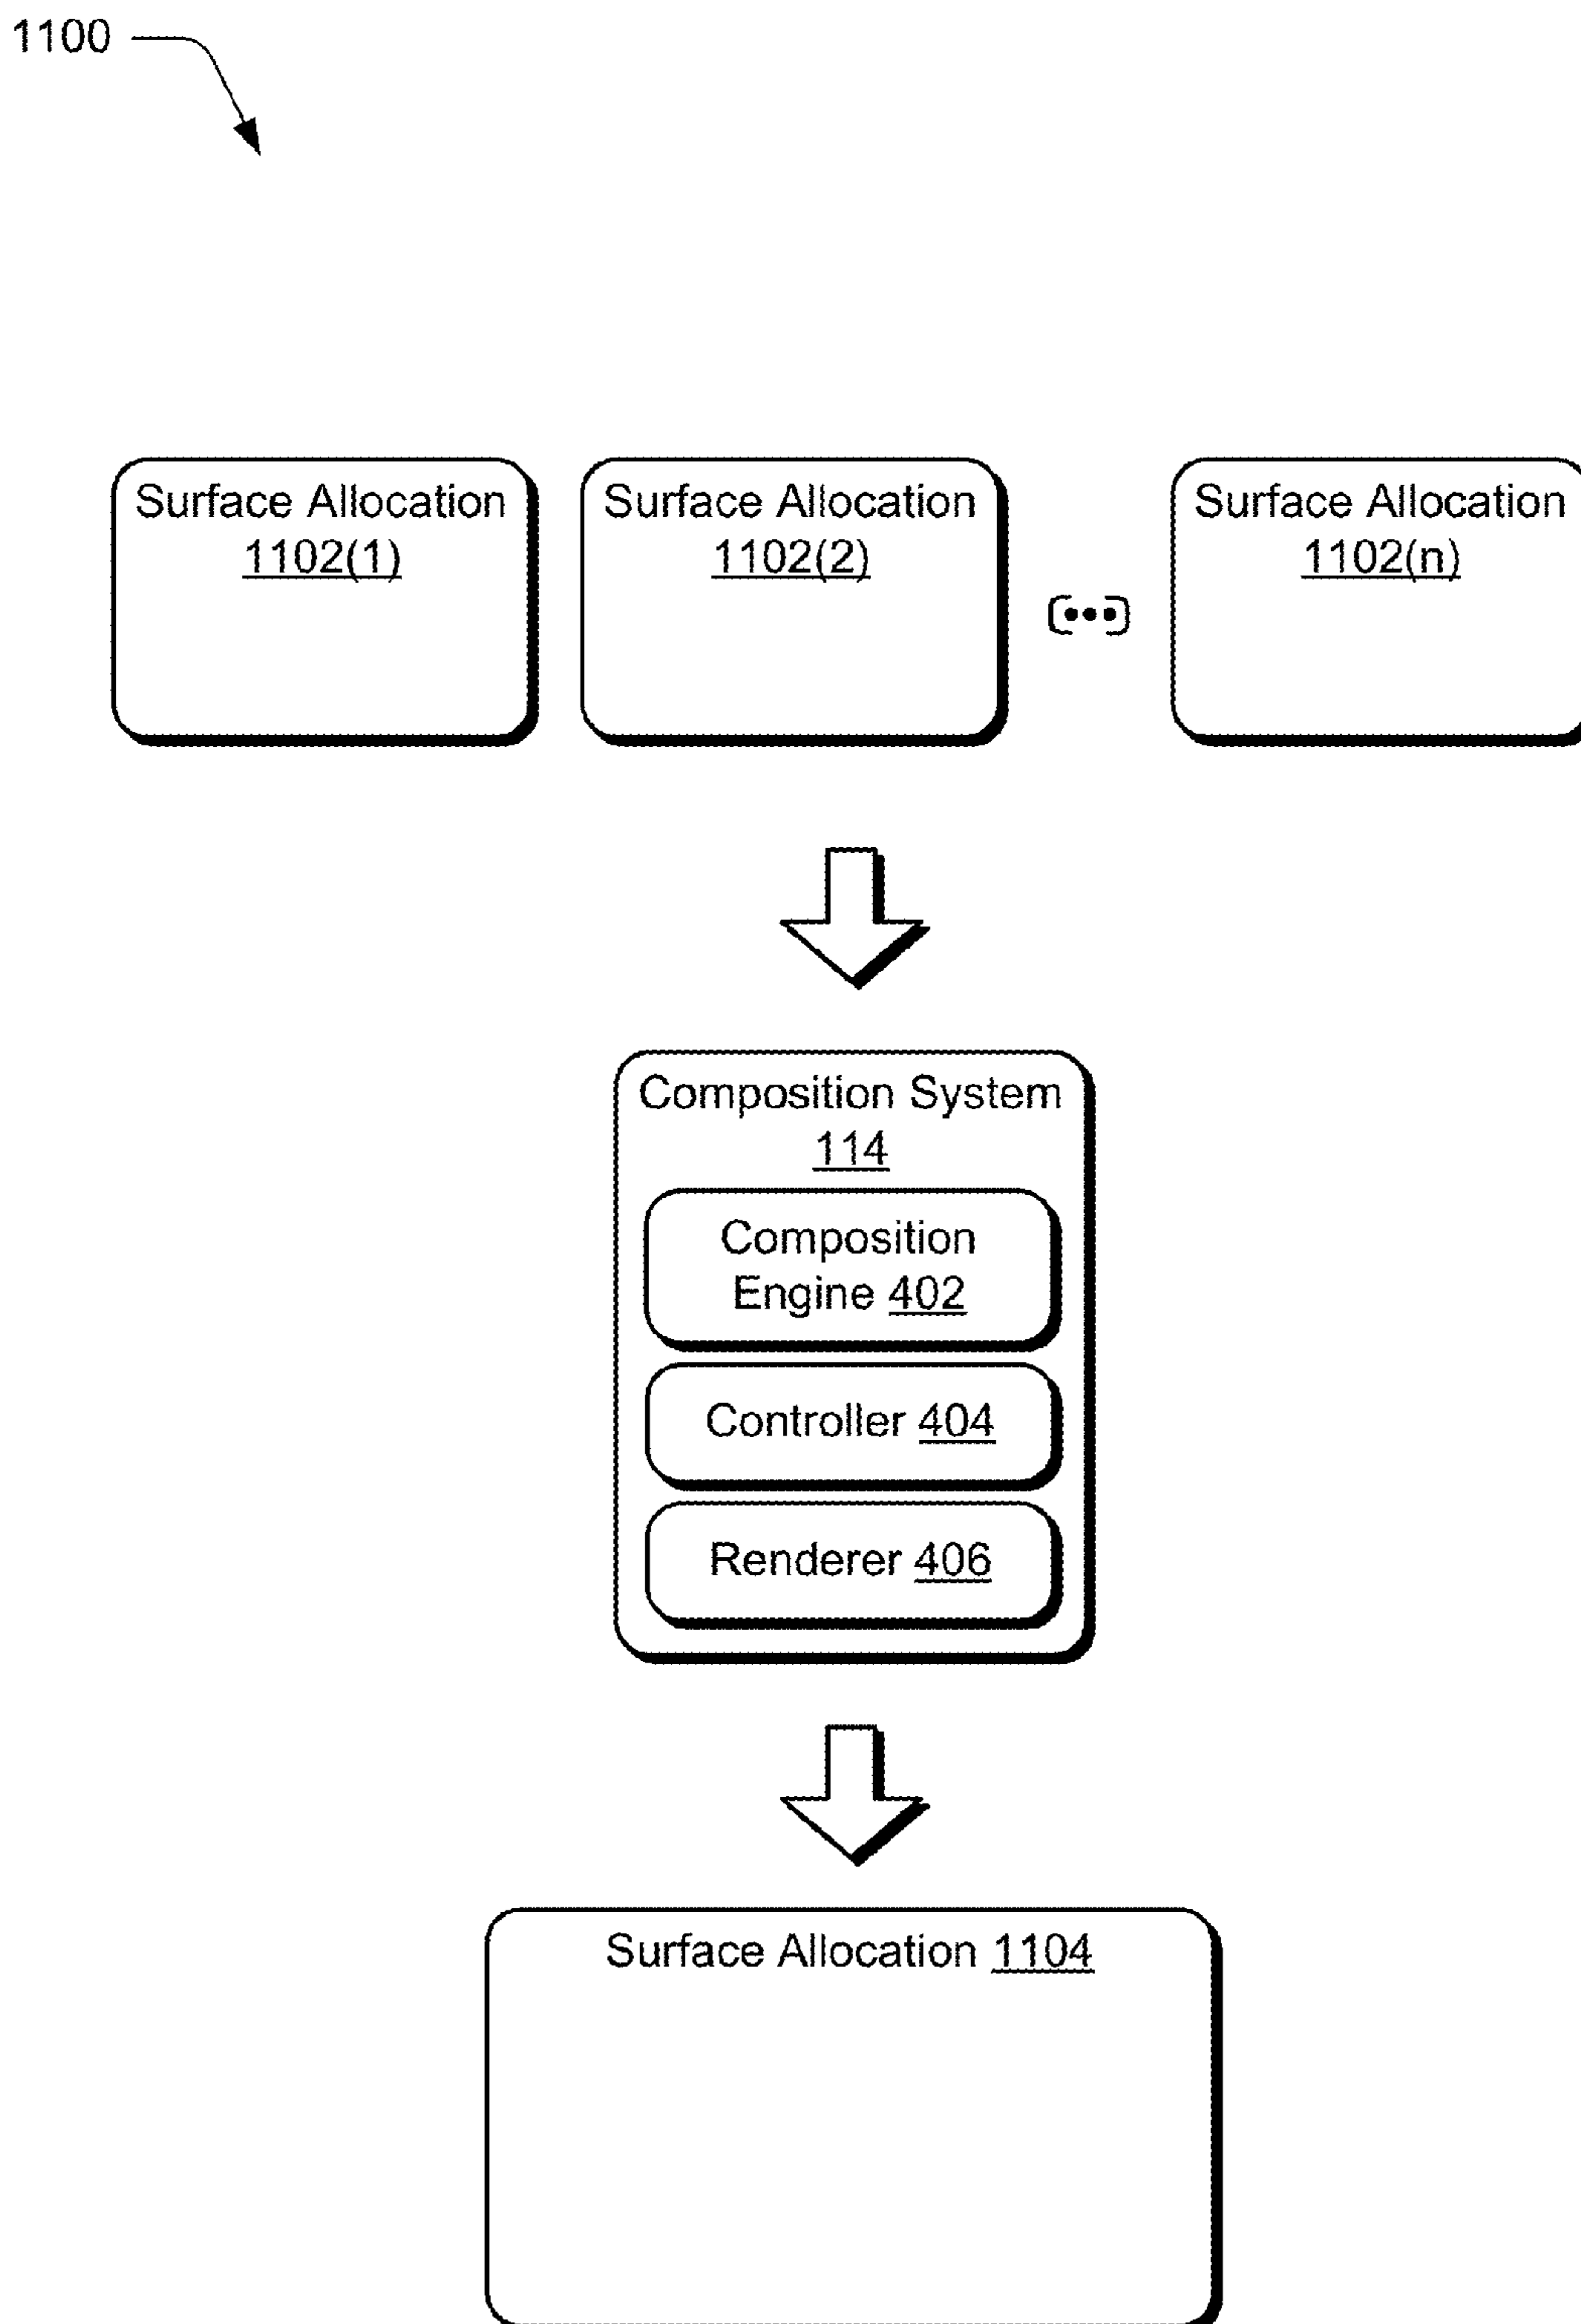 1100
Surface Allocation
1102(1)
Surface Allocation
1102(2)
(•••)
Surface Allocation
1102(n)
Composition System
114
Composition
Engine 402
Controller 404
Renderer 406
Surface Allocation 1104